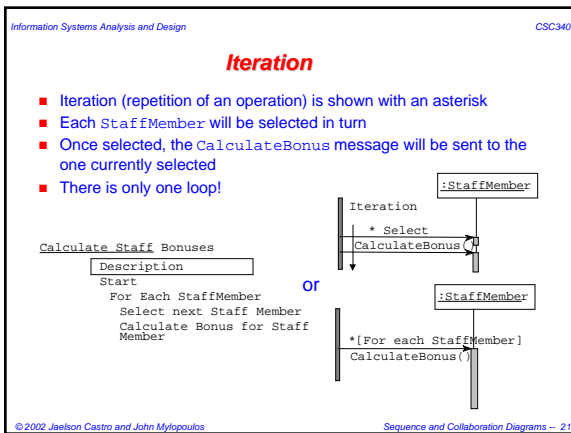 Information Systems Analysis and Design CSC340
Iteration
Iteration (repetition of an operation) is shown with an asterisk
Each StaffMember will be selected in turn
Once selected, the CalculateBonus message will be sent to the
one currently selected
There is only one loop!
:StaffMember
Iteration
* Select
CalculateBonus()
Calculate Staff Bonuses
Description
Start
For Each StaffMember
Select next Staff Member
Calculate Bonus for Staff
Member
or
:StaffMember
*[For each StaffMember]
CalculateBonus()
© 2002 Jaelson Castro and John Mylopoulos Sequence and Collaboration Diagrams -- 21